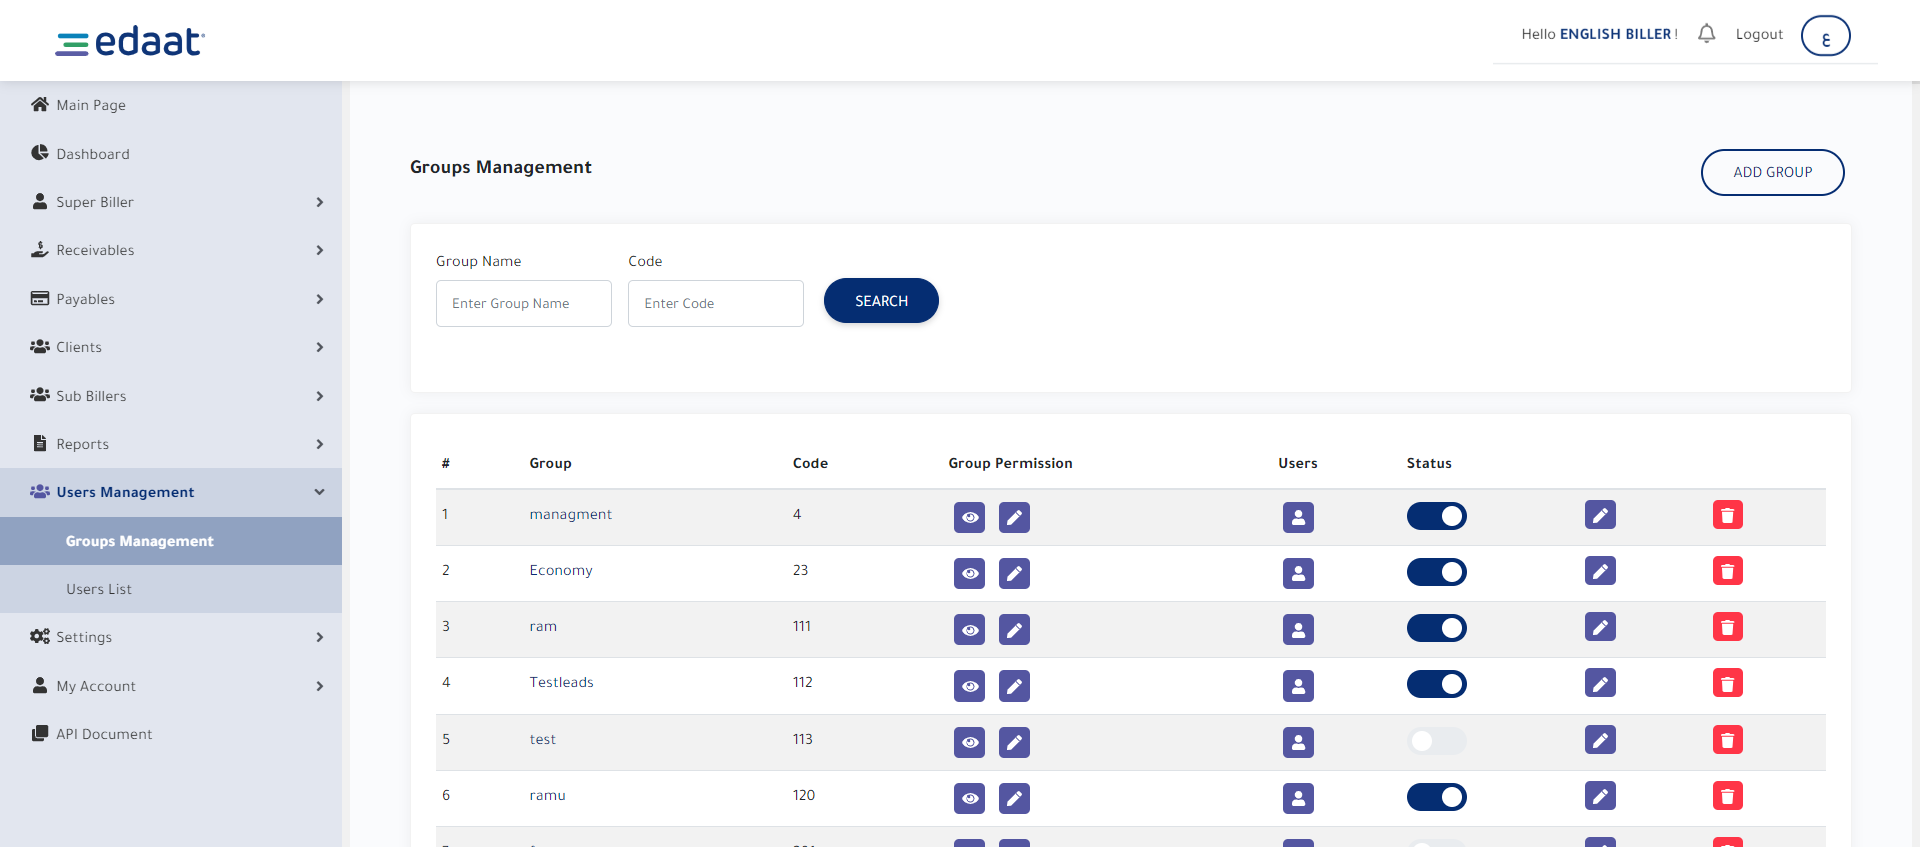 edaat
Hello ENGLISH BILLER !
Logout
ع
Main Page
Dashboard
Super Biller
Receivables
Payables
Clients
Sub Billers
Reports
Users Management
Groups Management
Users List
Settings
My Account
API Document
Groups Management
ADD GROUP
Group Name
Code
Enter Group Name
Enter Code
SEARCH
# Group Code Group Permission Users Status
1 managment 4
2 Economy 23
3 ram 111
4 Testleads 112
5 test 113
6 ramu 120